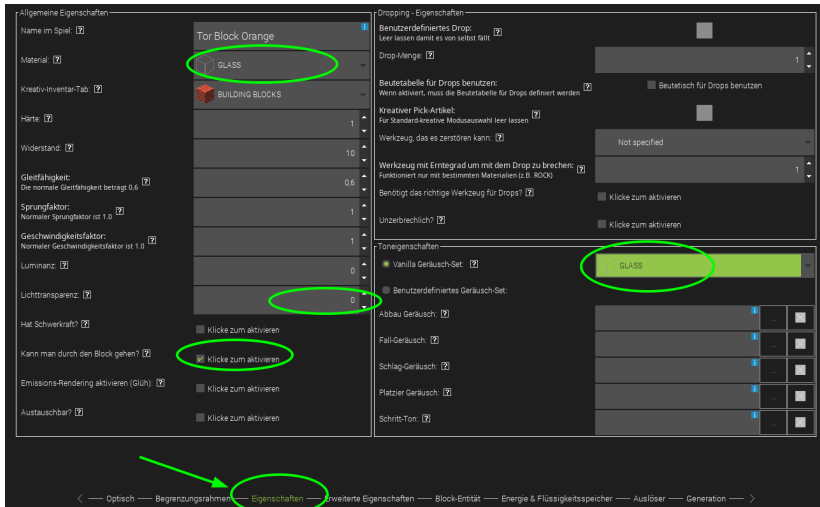 Allgemeine Eigenschaften
Name im Spiel: ?
Tor Block Orange
Material: ?
GLASS
Kreativ-Inventar-Tab: ?
BUILDING BLOCKS
Härte: ?
1
Widerstand: ?
10
Gleitfähigkeit: ?
Die normale Gleitfähigkeit beträgt 0,6
0,6
Sprungfaktor: ?
Normaler Sprungfaktor ist 1.0
1
Geschwindigkeitsfaktor: ?
Normaler Geschwindigkeitsfaktor ist 1.0
1
Luminanz: ?
0
Lichttransparenz: ?
0
Hat Schwerkraft? ?
Klicke zum aktivieren
Kann man durch den Block gehen? ?
Klicke zum aktivieren
Emissions-Rendering aktivieren (Glüh): ?
Klicke zum aktivieren
Austauschbar? ?
Klicke zum aktivieren
Dropping - Eigenschaften
Benutzerdefiniertes Drop: ?
Leer lassen damit es von selbst fällt
Drop-Menge: ?
1
Beutetabelle für Drops benutzen: ?
Wenn aktiviert, muss die Beutetabelle für Drops definiert werden
Beutetisch für Drops benutzen
Kreativer Pick-Artikel: ?
Für Standard-kreative Modusauswahl leer lassen
Werkzeug, das es zerstören kann: ?
Not specified
Werkzeug mit Erntegrad um mit dem Drop zu brechen: ?
Funktioniert nur mit bestimmten Materialien (z.B. ROCK)
1
Benötigt das richtige Werkzeug für Drops? ?
Klicke zum aktivieren
Unzerbrechlich? ?
Klicke zum aktivieren
Toneigenschaften
Vanilla Geräusch-Set: ?
GLASS
Benutzerdefiniertes Geräusch-Set:
Abbau Geräusch: ?
...
Fall-Geräusch: ?
...
Schlag-Geräusch: ?
...
Platzier Geräusch: ?
...
Schritt-Ton: ?
...
< Optisch Begrenzungsrahmen Eigenschaften Erweiterte Eigenschaften Block-Entität Energie & Flüssigkeitsspeicher Auslöser Generation >